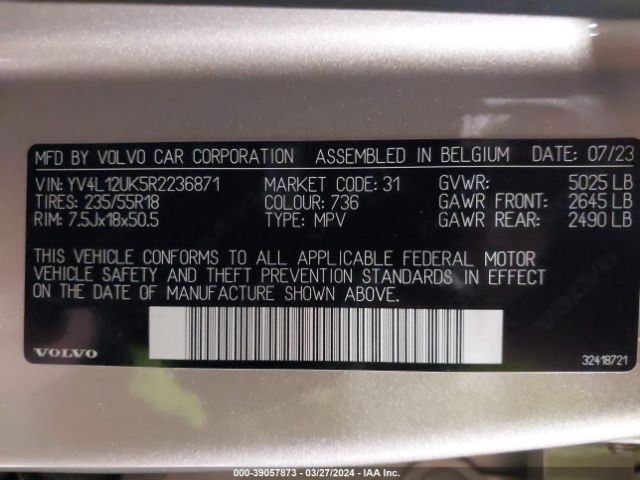 MFD BY VOLVO CAR CORPORATION ASSEMBLED IN BELGIUM DATE: 07/23
VIN: YV4L12UK5R2236871 MARKET CODE: 31 GVWR: 5025 LB
TIRES: 235/55R18 COLOUR: 736 GAWR FRONT: 2645 LB
RIM: 7.5Jx18x50.5 TYPE: MPV GAWR REAR: 2490 LB
THIS VEHICLE CONFORMS TO ALL APPLICABLE FEDERAL MOTOR
VEHICLE SAFETY AND THEFT PREVENTION STANDARDS IN EFFECT
ON THE DATE OF MANUFACTURE SHOWN ABOVE.
VOLVO 32418721
000-39057873 | 03/27/2024 | IAA Inc.